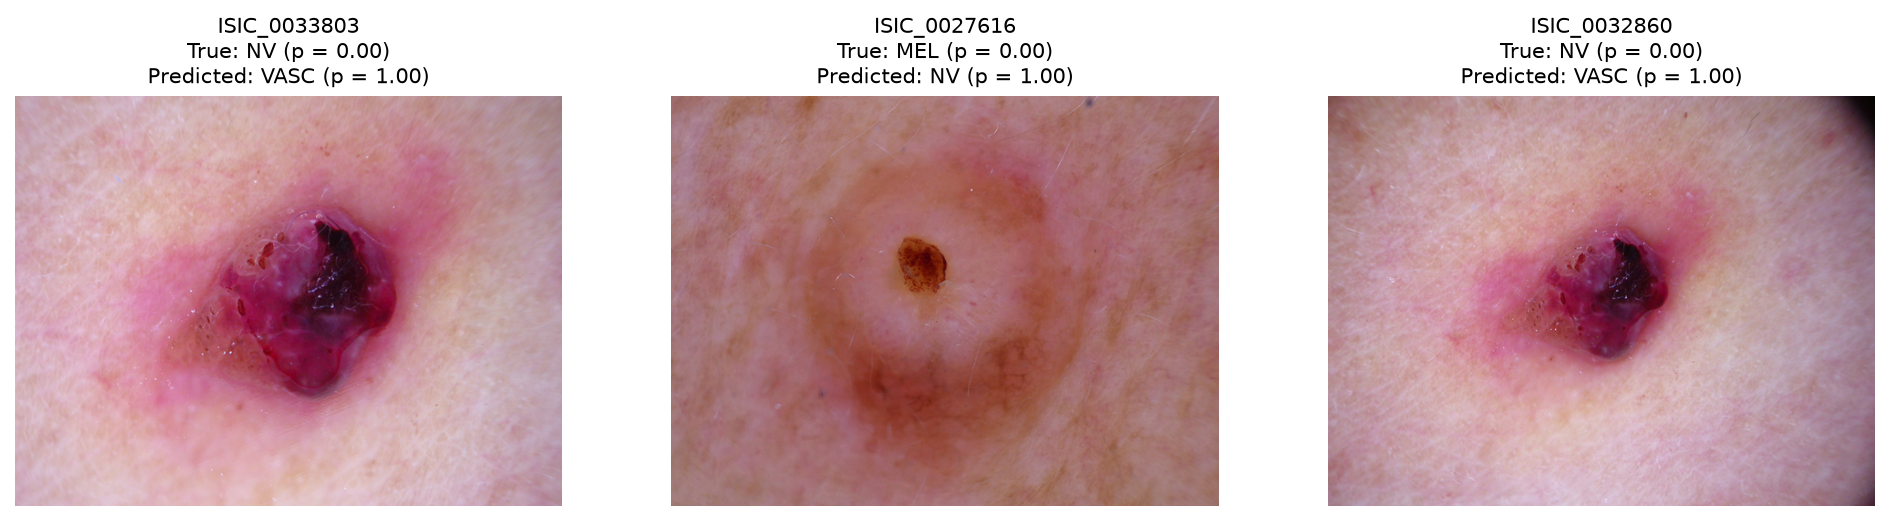 ISIC_0033803
True: NV (p = 0.00)
Predicted: VASC (p = 1.00)
ISIC_0027616
True: MEL (p = 0.00)
Predicted: NV (p = 1.00)
ISIC_0032860
True: NV (p = 0.00)
Predicted: VASC (p = 1.00)